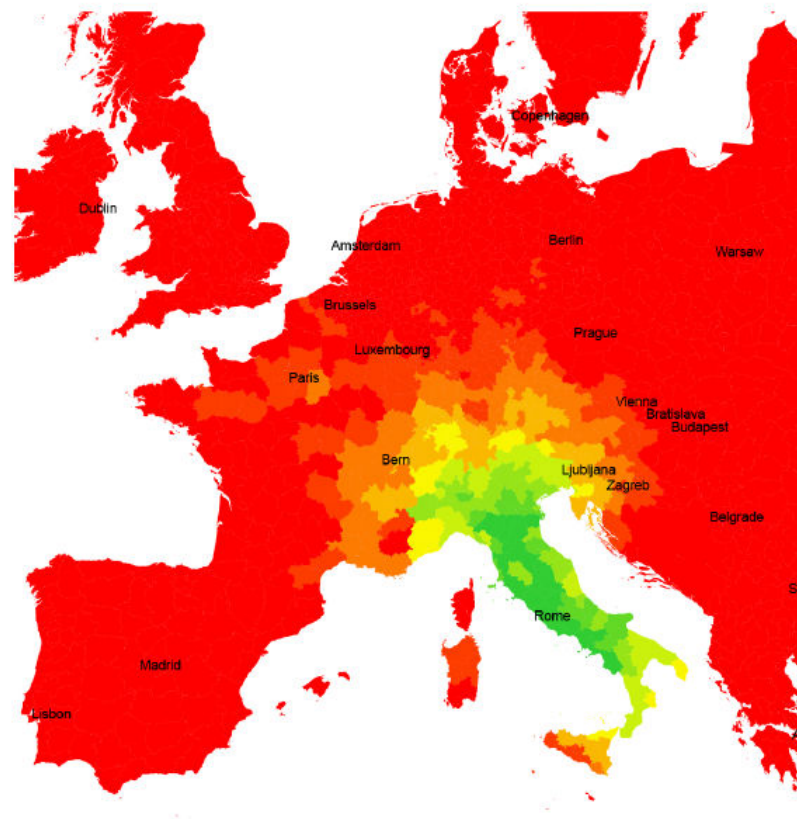 Copenhagen
Dublin
Amsterdam
Berlin
Warsaw
Brussels
Prague
Luxembourg
Paris
Vienna
Bratislava
Budapest
Bern
Ljubljana
Zagreb
Belgrade
S
Rome
Madrid
Lisbon